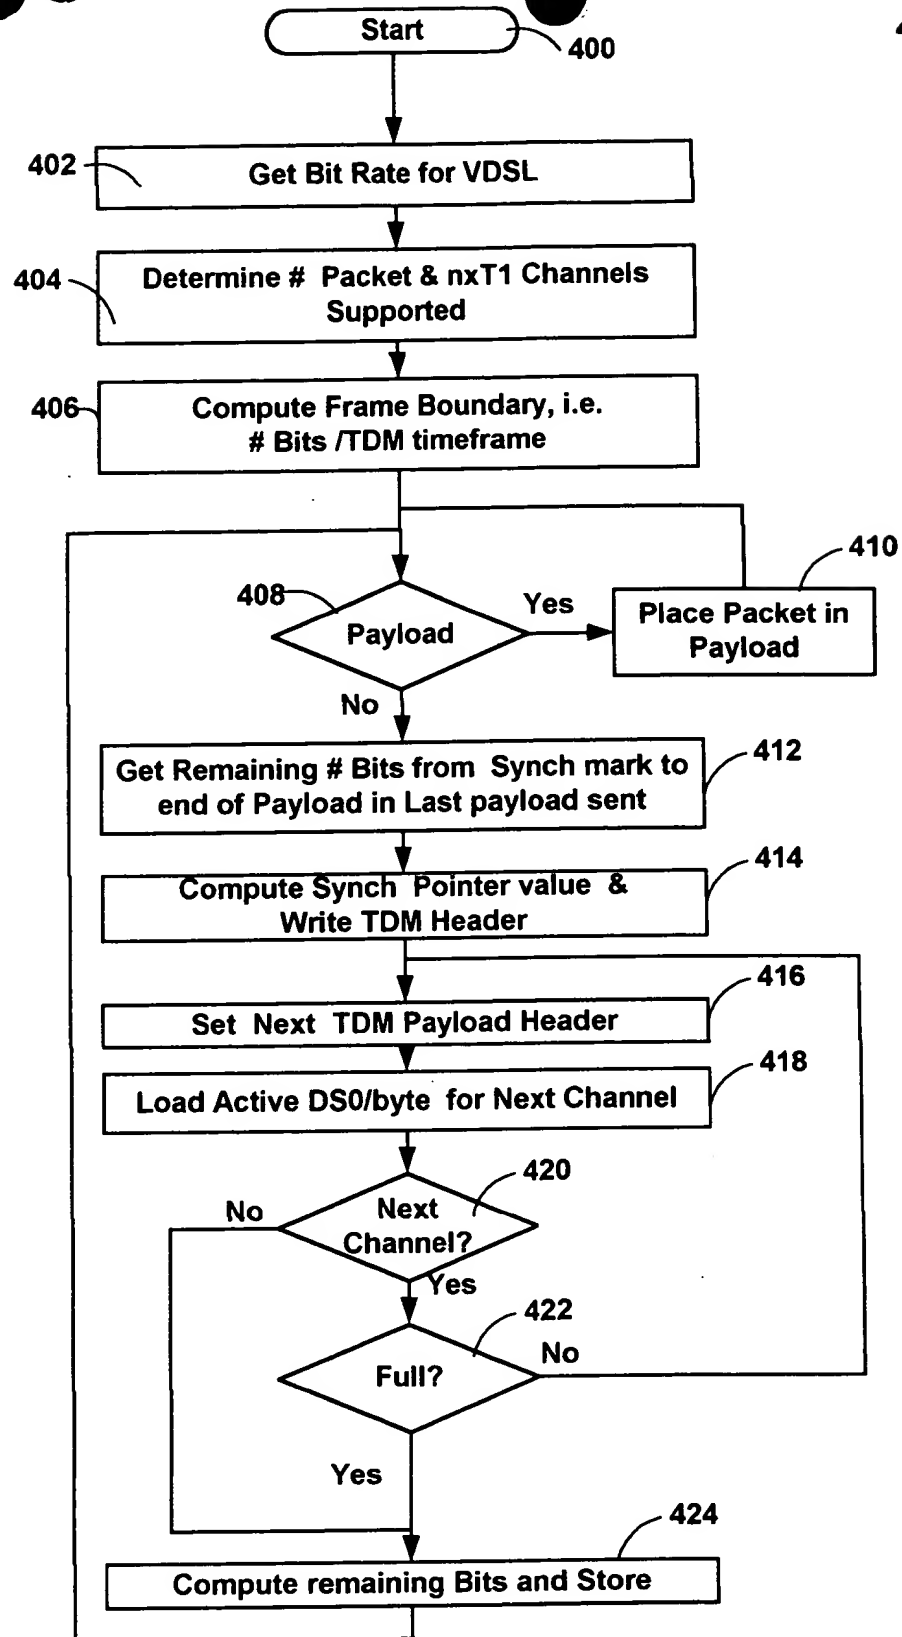 Start
400
402
Get Bit Rate for VDSL
404
Determine # Packet & nxT1 Channels
Supported
406
Compute Frame Boundary, i.e.
# Bits /TDM timeframe
410
408
Payload
Yes
Place Packet in
Payload
No
412
Get Remaining # Bits from Synch mark to
end of Payload in Last payload sent
414
Compute Synch Pointer value &
Write TDM Header
416
Set Next TDM Payload Header
418
Load Active DS0/byte for Next Channel
420
No
Next
Channel?
Yes
422
Full?
No
Yes
424
Compute remaining Bits and Store